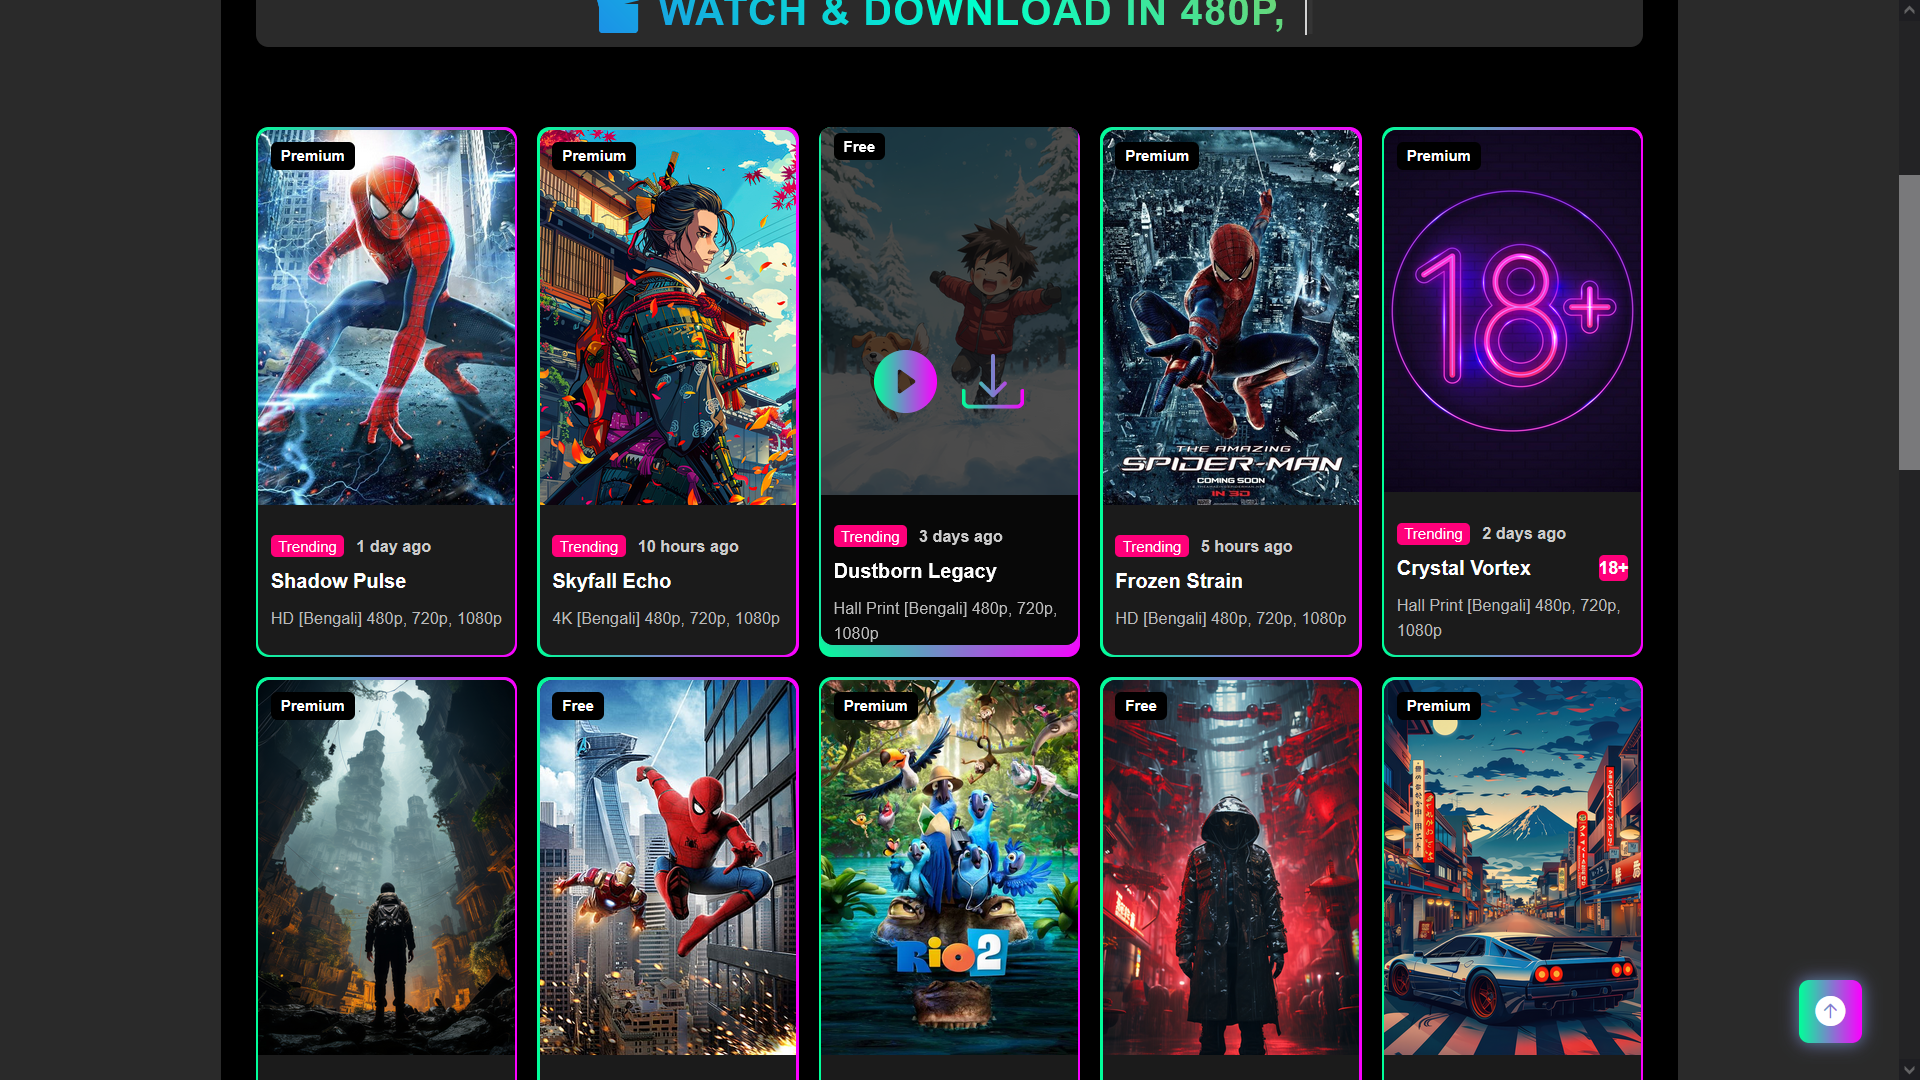 WATCH & DOWNLOAD IN 480P,
Premium
Premium
Free
Premium
Premium
18+
THE AMAZING
SPIDER-MAN
COMING SOON
IN 3D
Trending 1 day ago
Shadow Pulse
HD [Bengali] 480p, 720p, 1080p
Trending 10 hours ago
Skyfall Echo
4K [Bengali] 480p, 720p, 1080p
Trending 3 days ago
Dustborn Legacy
Hall Print [Bengali] 480p, 720p,
1080p
Trending 5 hours ago
Frozen Strain
HD [Bengali] 480p, 720p, 1080p
Trending 2 days ago
Crystal Vortex 18+
Hall Print [Bengali] 480p, 720p,
1080p
Premium
Free
Premium
Free
Premium
Rio 2